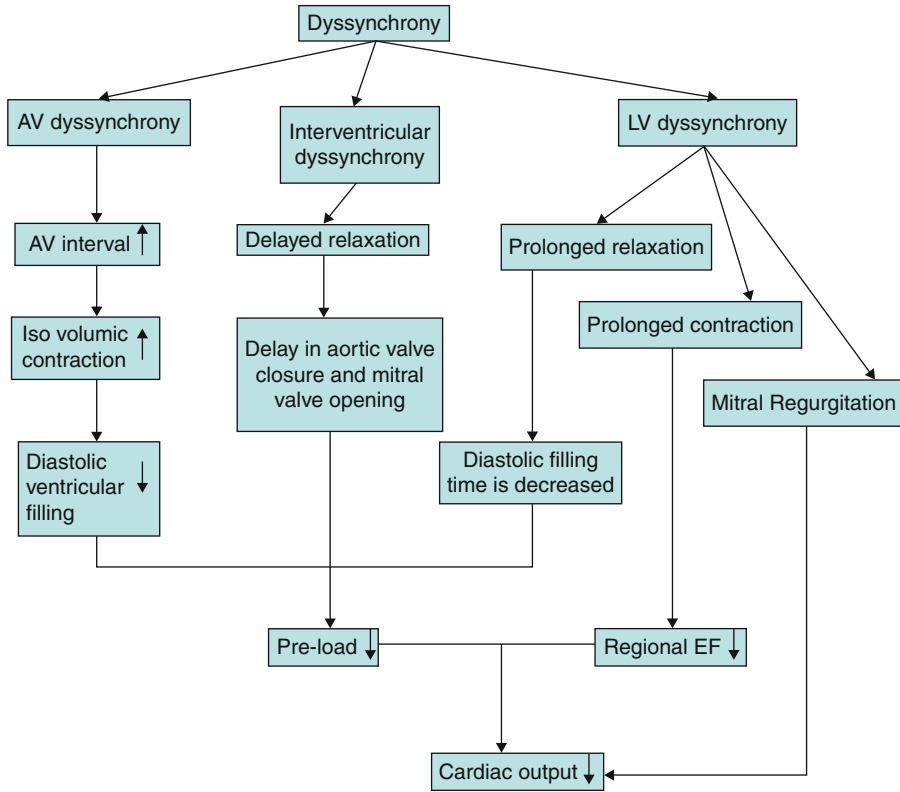 Dyssynchrony
AV dyssynchrony
Interventricular
dyssynchrony
LV dyssynchrony
AV interval ↑
Delayed relaxation
Prolonged relaxation
Iso volumic
contraction ↑
Delay in aortic valve
closure and mitral
valve opening
Prolonged contraction
Mitral Regurgitation
Diastolic
ventricular
filling ↓
Diastolic filling
time is decreased
Pre-load ↓
Regional EF ↓
Cardiac output ↓